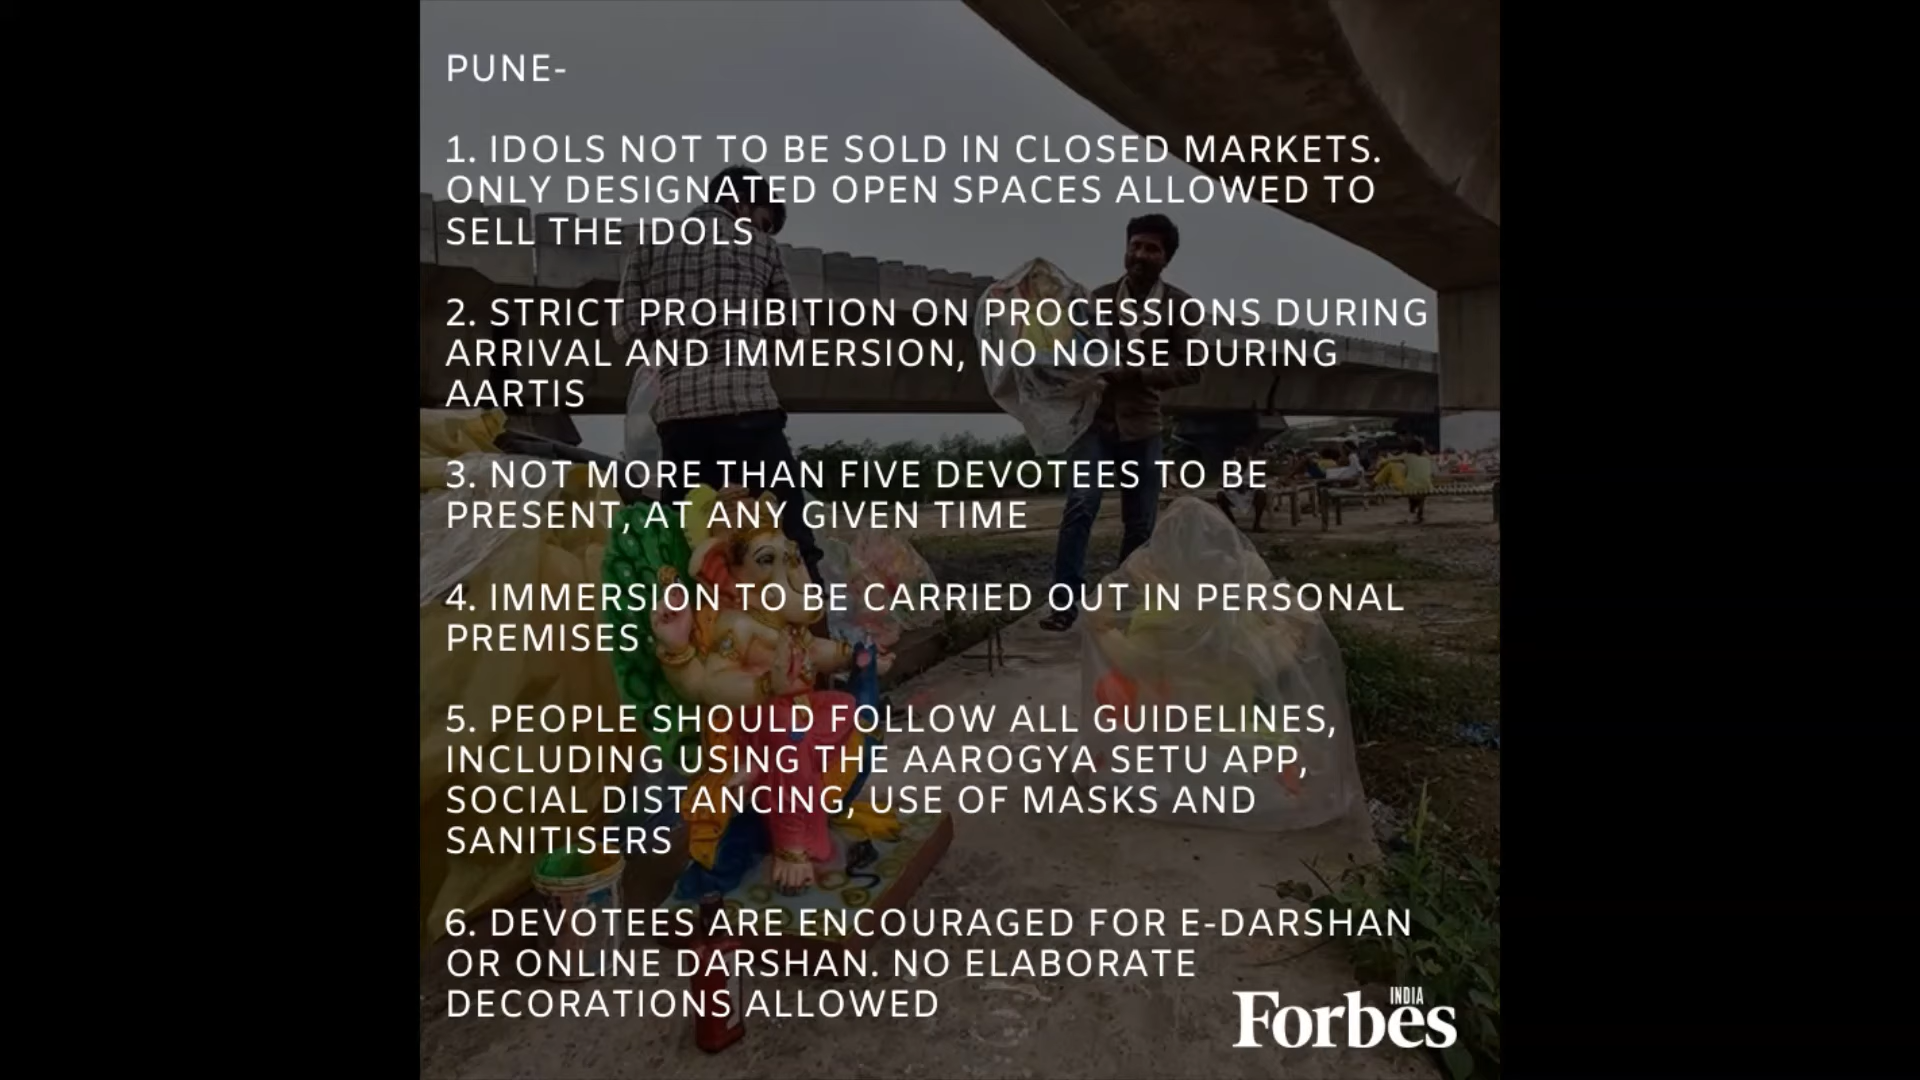 PUNE-
1. IDOLS NOT TO BE SOLD IN CLOSED MARKETS.
ONLY DESIGNATED OPEN SPACES ALLOWED TO
SELL THE IDOLS
2. STRICT PROHIBITION ON PROCESSIONS DURING
ARRIVAL AND IMMERSION, NO NOISE DURING
AARTIS
3. NOT MORE THAN FIVE DEVOTEES TO BE
PRESENT, AT ANY GIVEN TIME
4. IMMERSION TO BE CARRIED OUT IN PERSONAL
PREMISES
5. PEOPLE SHOULD FOLLOW ALL GUIDELINES,
INCLUDING USING THE AAROGYA SETU APP,
SOCIAL DISTANCING, USE OF MASKS AND
SANITISERS
6. DEVOTEES ARE ENCOURAGED FOR E-DARSHAN
OR ONLINE DARSHAN. NO ELABORATE
DECORATIONS ALLOWED
INDIA
Forbes